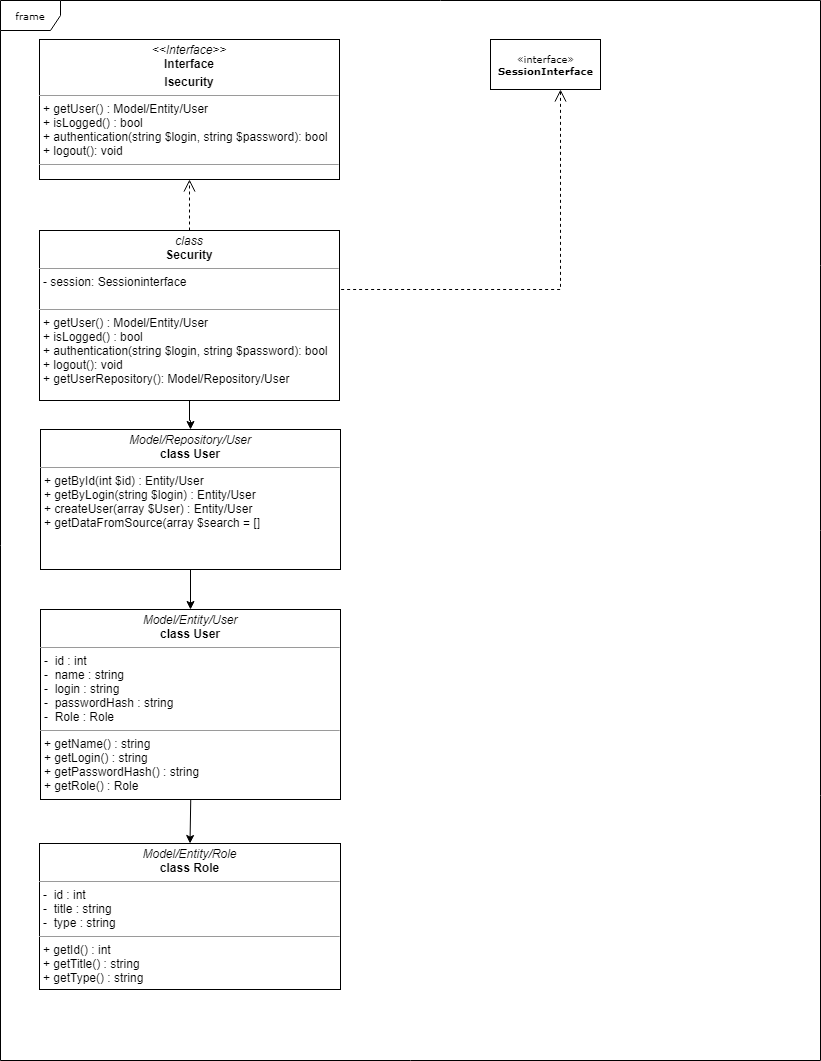 frame
<<Interface>>
Interface
Isecurity
+ getUser() : Model/Entity/User
+ isLogged() : bool
+ authentication(string $login, string $password): bool
+ logout(): void
«interface»
SessionInterface
class
Security
- session: Sessioninterface
+ getUser() : Model/Entity/User
+ isLogged() : bool
+ authentication(string $login, string $password): bool
+ logout(): void
+ getUserRepository(): Model/Repository/User
Model/Repository/User
class User
+ getById(int $id) : Entity/User
+ getByLogin(string $login) : Entity/User
+ createUser(array $User) : Entity/User
+ getDataFromSource(array $search = []
Model/Entity/User
class User
- id : int
- name : string
- login : string
- passwordHash : string
- Role : Role
+ getName() : string
+ getLogin() : string
+ getPasswordHash() : string
+ getRole() : Role
Model/Entity/Role
class Role
- id : int
- title : string
- type : string
+ getId() : int
+ getTitle() : string
+ getType() : string